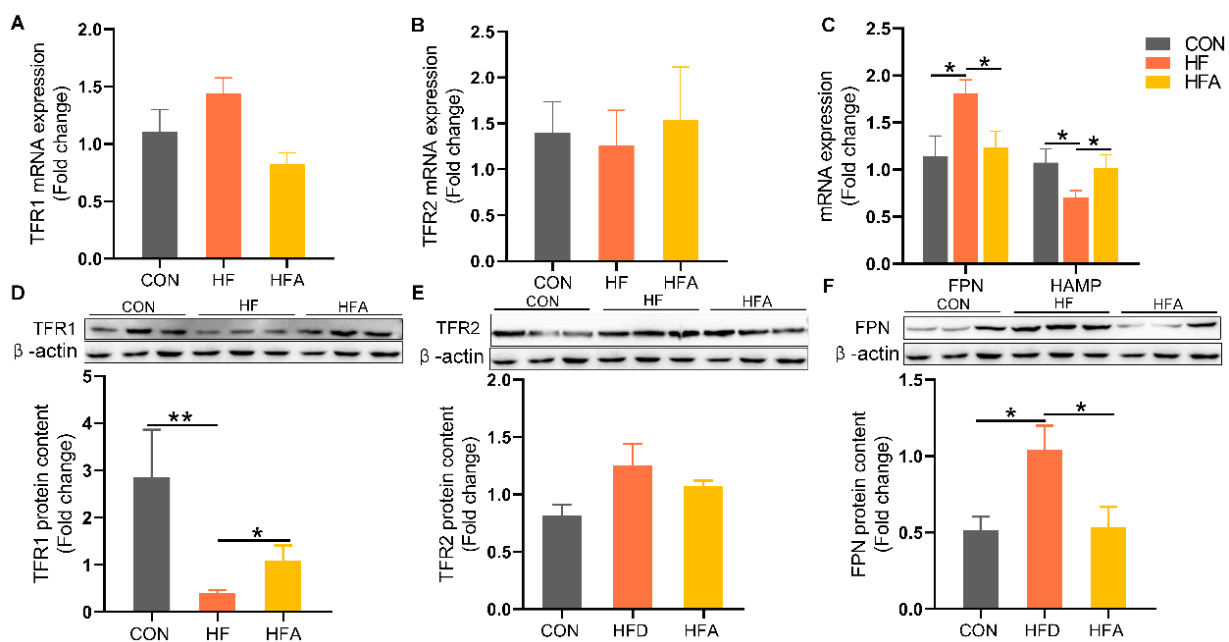 A
TFR1 mRNA expression
(Fold change)
2.0
1.5
1.0
0.5
0.0
CON HF HFA
B
TFR2 mRNA expression
(Fold change)
2.5
2.0
1.5
1.0
0.5
0.0
CON HF HFA
C
mRNA expression
(Fold change)
2.5
2.0
1.5
1.0
0.5
0.0
* *
* *
FPN HAMP
CON
HF
HFA
D
CON HF HFA
TFR1
β-actin
TFR1 protein content
(Fold change)
5
4
3
2
1
0
**
*
CON HF HFA
E
CON HF HFA
TFR2
β-actin
TFR2 protein content
(Fold change)
2.0
1.5
1.0
0.5
0.0
CON HFD HFA
F
CON HF HFA
FPN
β-actin
FPN protein content
(Fold change)
1.5
1.0
0.5
0.0
* *
CON HFD HFA